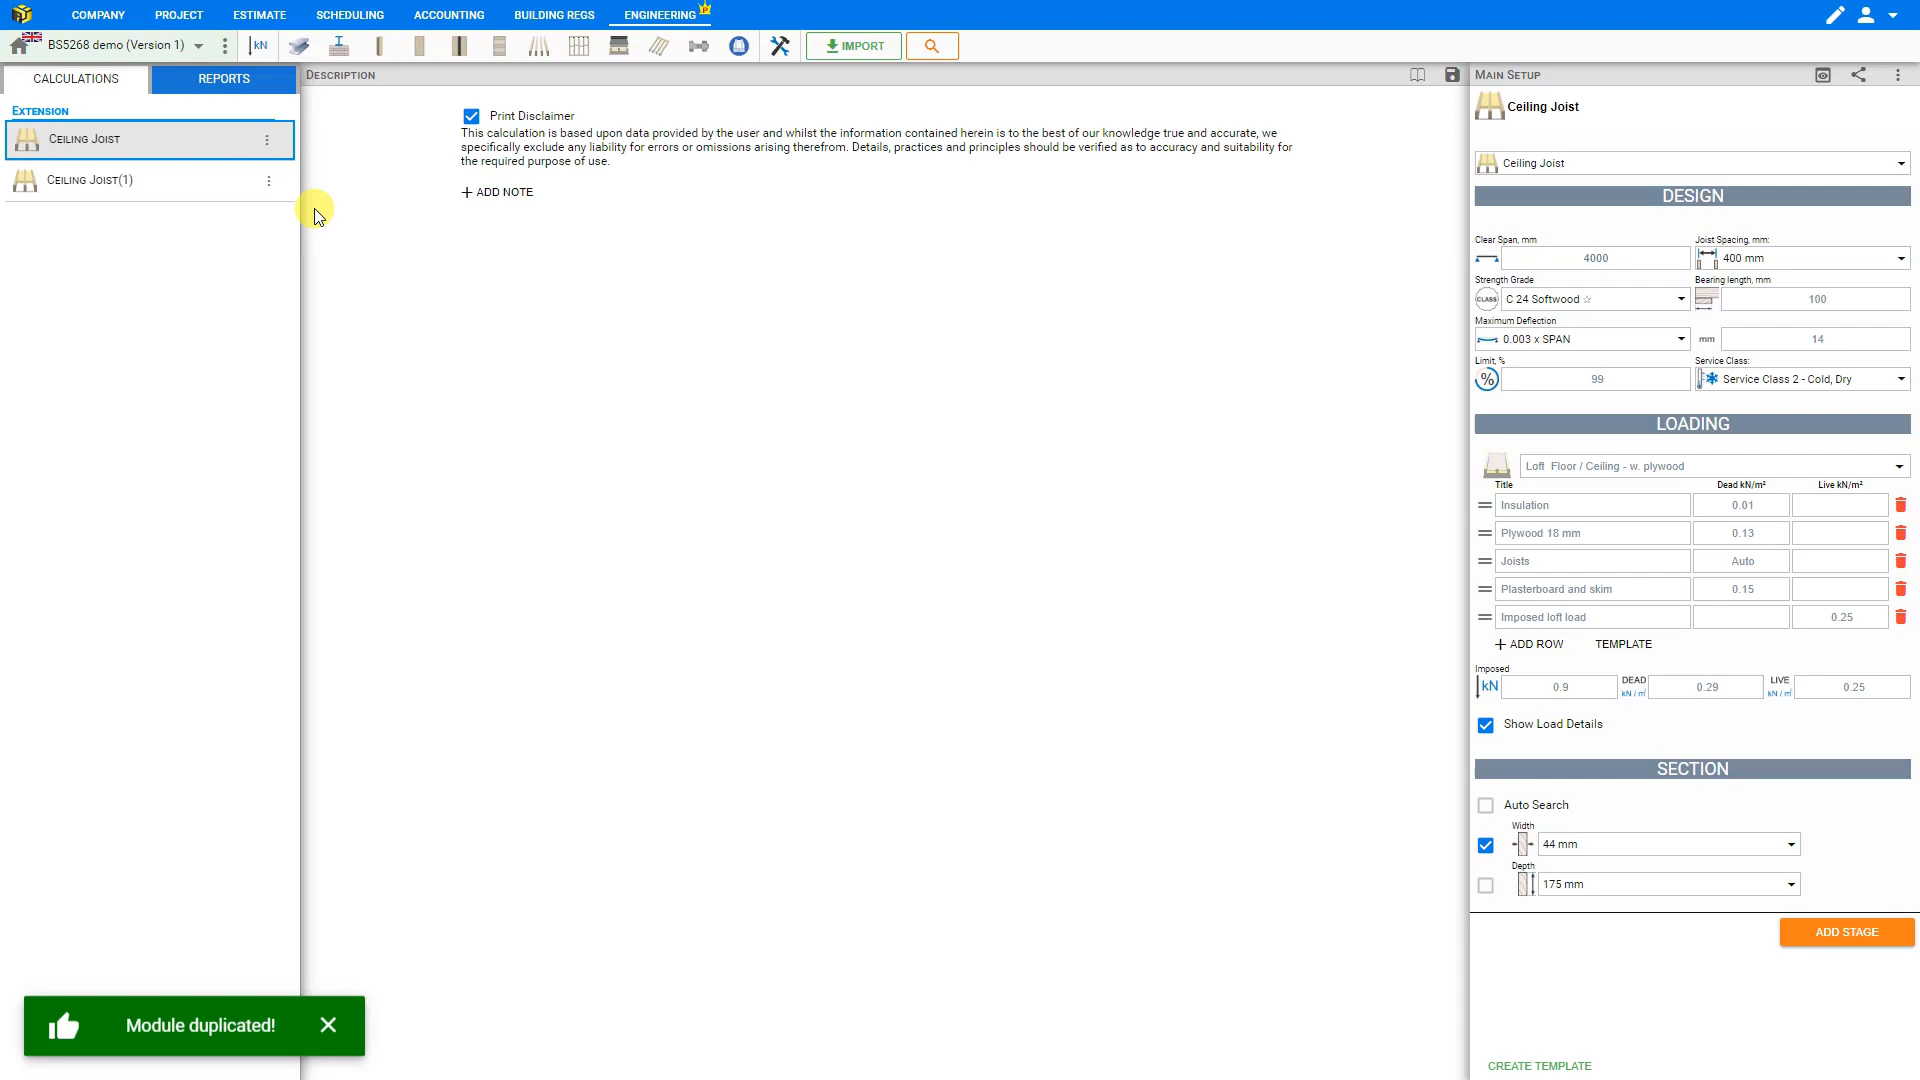 COMPANY PROJECT ESTIMATE SCHEDULING ACCOUNTING BUILDING REGS ENGINEERING
BS5268 demo (Version 1) kN IMPORT
CALCULATIONS REPORTS
EXTENSION
CEILING JOIST
CEILING JOIST(1)
DESCRIPTION
Print Disclaimer
This calculation is based upon data provided by the user and whilst the information contained herein is to the best of our knowledge true and accurate, we
specifically exclude any liability for errors or omissions arising therefrom. Details, practices and principles should be verified as to accuracy and suitability for
the required purpose of use.
+ ADD NOTE
MAIN SETUP
Ceiling Joist
Ceiling Joist
DESIGN
Clear Span, mm Joist Spacing, mm:
4000 400 mm
Strength Grade Bearing length, mm
CLASS C 24 Softwood ☆ 100
Maximum Deflection
0.003 x SPAN mm 14
Limit, % Service Class:
% 99 Service Class 2 - Cold, Dry
LOADING
Loft Floor / Ceiling - w. plywood
Title Dead kN/m² Live kN/m²
Insulation 0.01
Plywood 18 mm 0.13
Joists Auto
Plasterboard and skim 0.15
Imposed loft load 0.25
+ ADD ROW TEMPLATE
Imposed
kN 0.9 DEAD kN / m² 0.29 LIVE kN / m² 0.25
Show Load Details
SECTION
Auto Search
Width
44 mm
Depth
175 mm
ADD STAGE
CREATE TEMPLATE
Module duplicated!